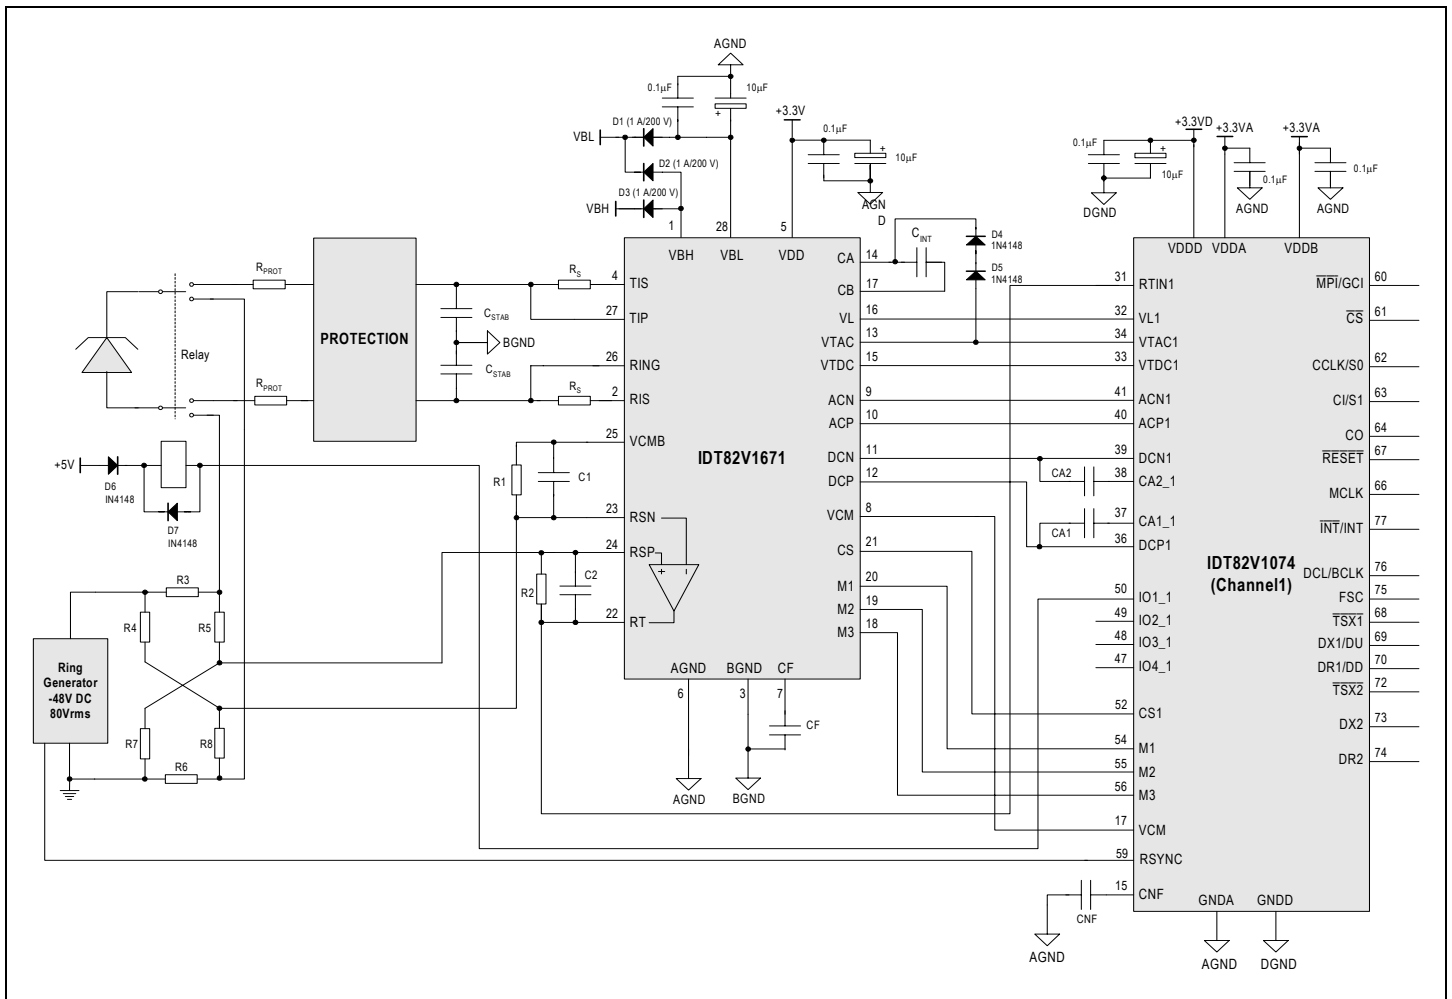 AGND
0.1µF
10µF
+3.3V
D1 (1 A/200 V)
VBL
0.1µF
10µF
D2 (1 A/200 V)
D3 (1 A/200 V)
VBH
AGN
D
1
28
5
VBH
VBL
VDD
+3.3VD
+3.3VA
+3.3VA
0.1µF
10µF
0.1µF
0.1µF
DGND
AGND
AGND
VDDD
VDDA
VDDB
CINT
D4
1N4148
D5
1N4148
RPROT
PROTECTION
RS
CSTAB
BGND
CSTAB
Relay
RPROT
RS
4
TIS
27
TIP
26
RING
2
RIS
25
VCMB
23
RSN
24
RSP
22
RT
+
-
IDT82V1671
CA
14
CB
17
VL
16
VTAC
13
VTDC
15
ACN
9
ACP
10
DCN
11
DCP
12
VCM
8
CS
21
M1
20
M2
19
M3
18
AGND
BGND
CF
6
3
7
CF
AGND
BGND
R1
C1
R2
C2
+5V
D6
IN4148
D7
IN4148
R3
R4
R5
Ring
Generator
-48V DC
80Vrms
R7
R8
R6
31
RTIN1
32
VL1
34
VTAC1
33
VTDC1
41
ACN1
40
ACP1
39
DCN1
CA2
38
CA2_1
37
CA1_1
CA1
36
DCP1
50
IO1_1
49
IO2_1
48
IO3_1
47
IO4_1
52
CS1
54
M1
55
M2
56
M3
17
VCM
59
RSYNC
15
CNF
CNF
AGND
IDT82V1074
(Channel1)
MPI/GCI
60
CS
61
CCLK/S0
62
CI/S1
63
CO
64
RESET
67
MCLK
66
INT/INT
77
DCL/BCLK
76
FSC
75
TSX1
68
DX1/DU
69
DR1/DD
70
TSX2
72
DX2
73
DR2
74
GNDA
GNDD
AGND
DGND